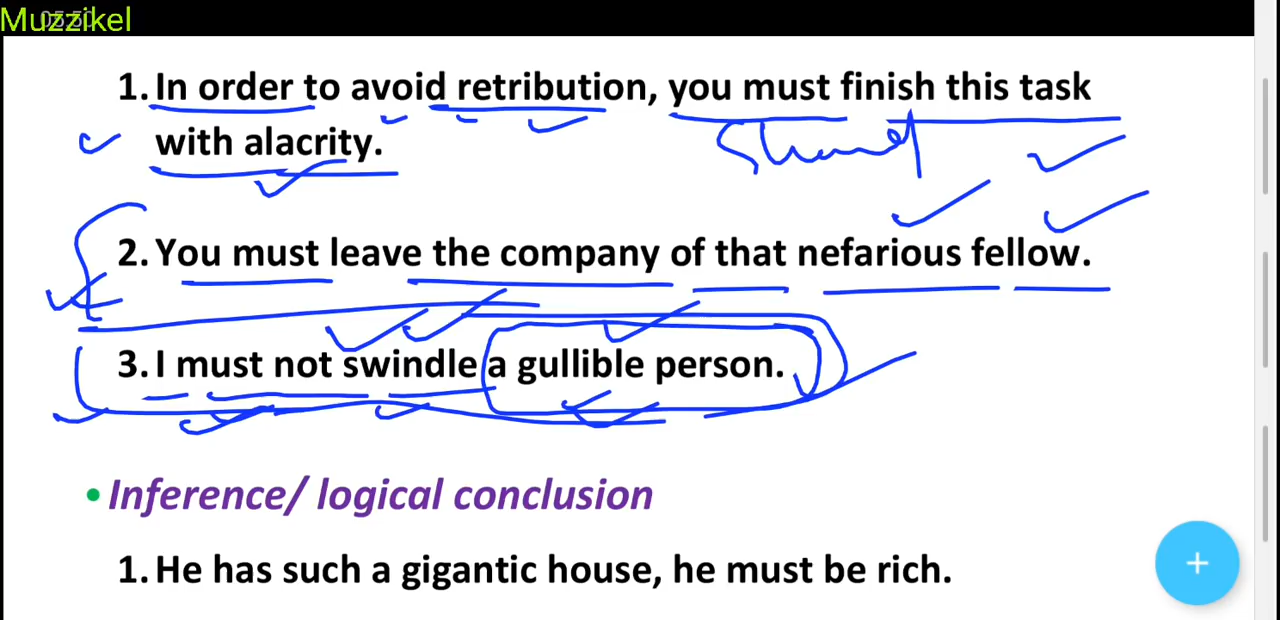 Muzzikel
1. In order to avoid retribution, you must finish this task
with alacrity.
2. You must leave the company of that nefarious fellow.
3. I must not swindle a gullible person.
• Inference/ logical conclusion
1. He has such a gigantic house, he must be rich.